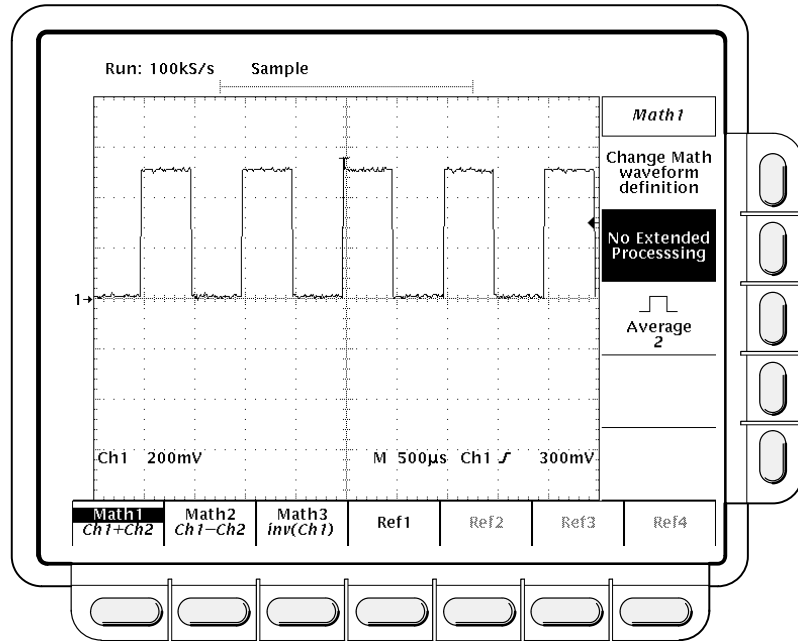 Run: 100kS/s Sample
Math1
Change Math
waveform
definition
No Extended
Processsing
Average
2
T
1
Ch1 200mV M 500µs Ch1 300mV
Math1
Ch1+Ch2
Math2
Ch1−Ch2
Math3
inv(Ch1)
Ref1
Ref2
Ref3
Ref4